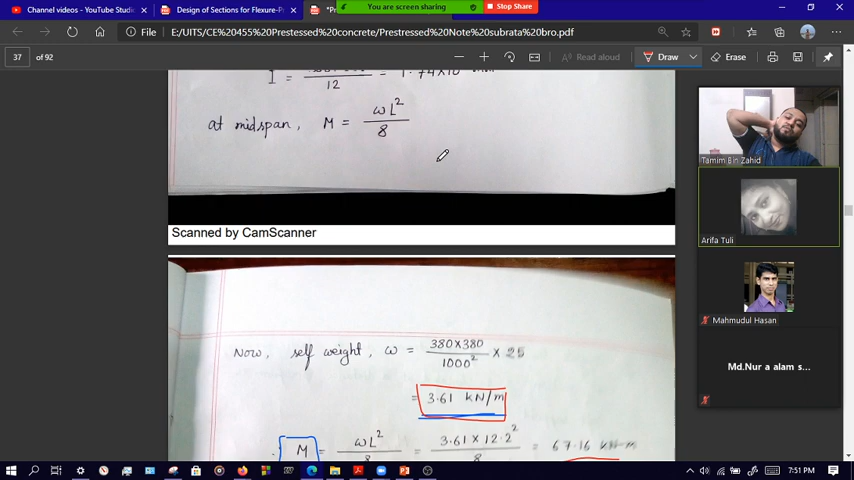 Channel videos - YouTube Studio
Design of Sections for Flexure-P
You are screen sharing
Stop Share
File
E:/UITS/CE%20455%20Prestessed%20concrete/Prestressed%20Note%20subrata%20bro.pdf
37
of 92
Read aloud
Draw
Erase
12
at midspan, M = ωL²
8
Scanned by CamScanner
Now, self weight, ω = 380×380
1000² × 25
= 3.61 kN/m
M = ωL² = 3.61 × 12.2² = 67.16
8
Tamim Bin Zahid
Arifa Tuli
Mahmudul Hasan
Md.Nur a alam s...
7:51 PM